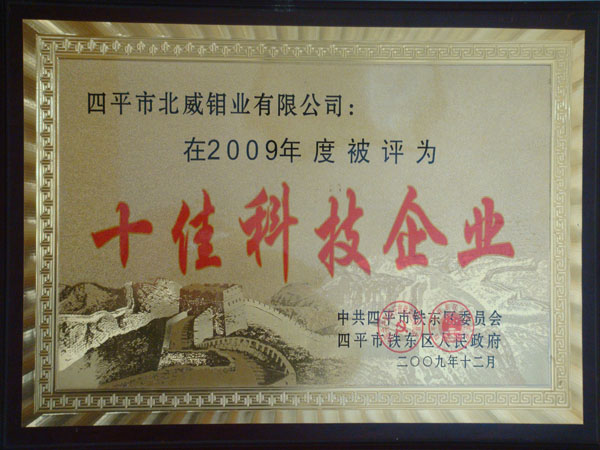 四平市北威钼业有限公司：
在2009年度被评为
十佳科技企业
中共四平市铁东区委员会
四平市铁东区人民政府
二〇〇九年十二月